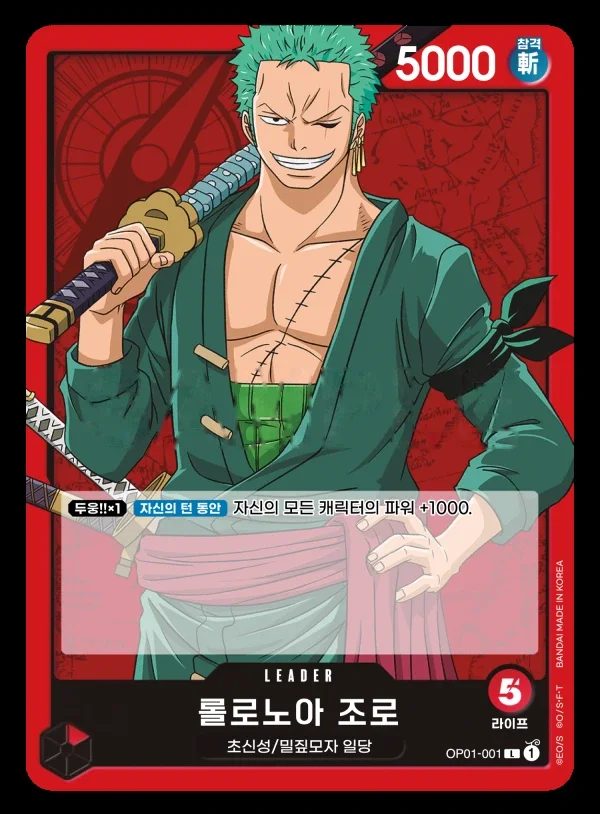 5000
참격
斬
두웅!!×1 자신의 턴 동안 자신의 모든 캐릭터의 파워 +1000.
LEADER
롤로노아 조로
초신성/밀짚모자 일당
5
라이프
OP01-001 L 1
©E.O/S ©O/S·F·T BANDAI MADE IN KOREA